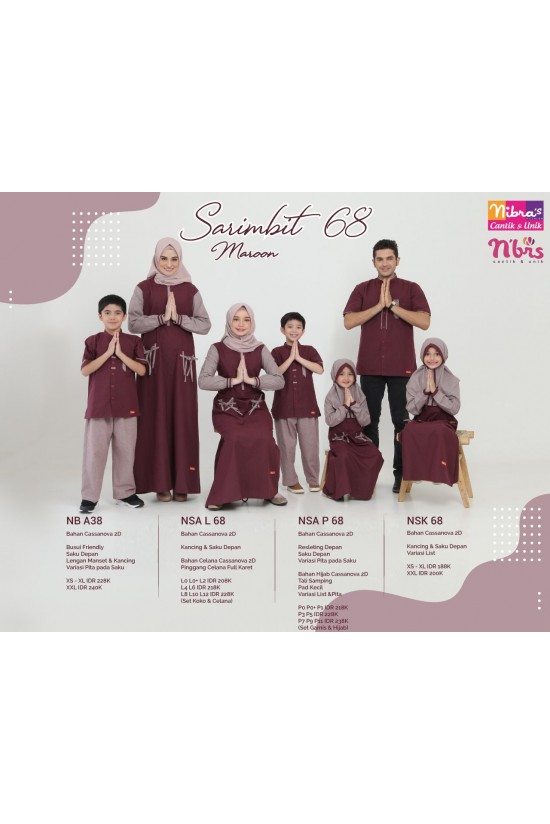 Sarimbit 68
Maroon
Nibra's
Cantik & Unik
N'brs
cantik & unik
NB A38
Bahan Cassanova 2D
Busui Friendly
Saku Depan
Lengan Manset & Kancing
Variasi Pita pada Saku
XS - XL IDR 228K
XXL IDR 240K
NSA L 68
Bahan Cassanova 2D
Kancing & Saku Depan
Bahan Celana Cassanova 2D
Pinggang Celana Full Karet
L0 L0+ L2 IDR 208K
L4 L6 IDR 218K
L8 L10 L12 IDR 228K
(Set Koko & Celana)
NSA P 68
Bahan Cassanova 2D
Resleting Depan
Saku Depan
Variasi Pita pada Saku
Bahan Hijab Cassanova 2D
Tali Samping
Pad Kecil
Variasi List &Pita
P0 P0+ P1 IDR 218K
P3 P5 IDR 228K
P7 P9 P11 IDR 238K
(Set Gamis & Hijab)
NSK 68
Bahan Cassanova 2D
Kancing & Saku Depan
Variasi List
XS - XL IDR 188K
XXL IDR 200K